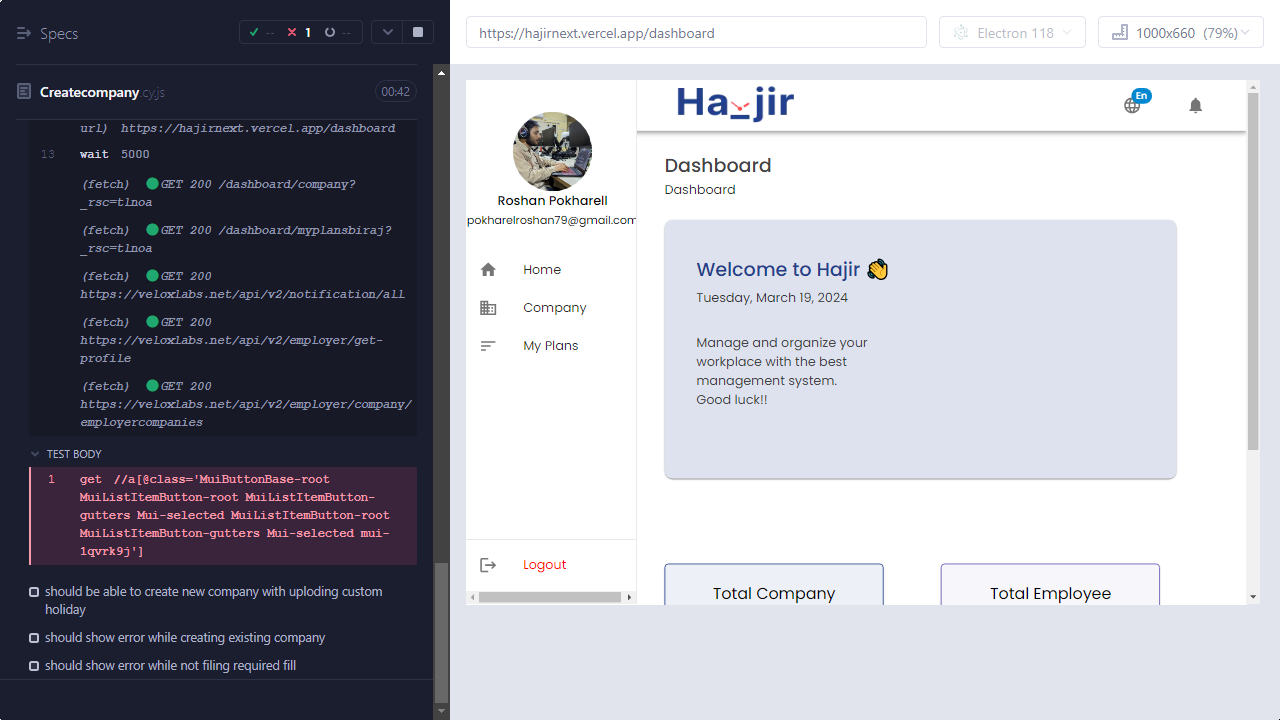 Specs
-- 1 --
Createcompany.cy.js
00:42
url) https://hajirnext.vercel.app/dashboard
13 wait 5000
(fetch) GET 200 /dashboard/company?
_rsc=tlnoa
(fetch) GET 200 /dashboard/myplansbiraj?
_rsc=tlnoa
(fetch) GET 200
https://veloxlabs.net/api/v2/notification/all
(fetch) GET 200
https://veloxlabs.net/api/v2/employer/get-
profile
(fetch) GET 200
https://veloxlabs.net/api/v2/employer/company/
employercompanies
TEST BODY
1 get //a[@class='MuiButtonBase-root
MuiListItemButton-root MuiListItemButton-
gutters Mui-selected MuiListItemButton-root
MuiListItemButton-gutters Mui-selected mui-
1qvrk9j']
should be able to create new company with uploding custom
holiday
should show error while creating existing company
should show error while not filing required fill
https://hajirnext.vercel.app/dashboard
Electron 118
1000x660 (79%)
Roshan Pokharell
pokharelroshan79@gmail.com
Home
Company
My Plans
Logout
Hajir
En
Dashboard
Dashboard
Welcome to Hajir 👏
Tuesday, March 19, 2024
Manage and organize your
workplace with the best
management system.
Good luck!!
Total Company
Total Employee